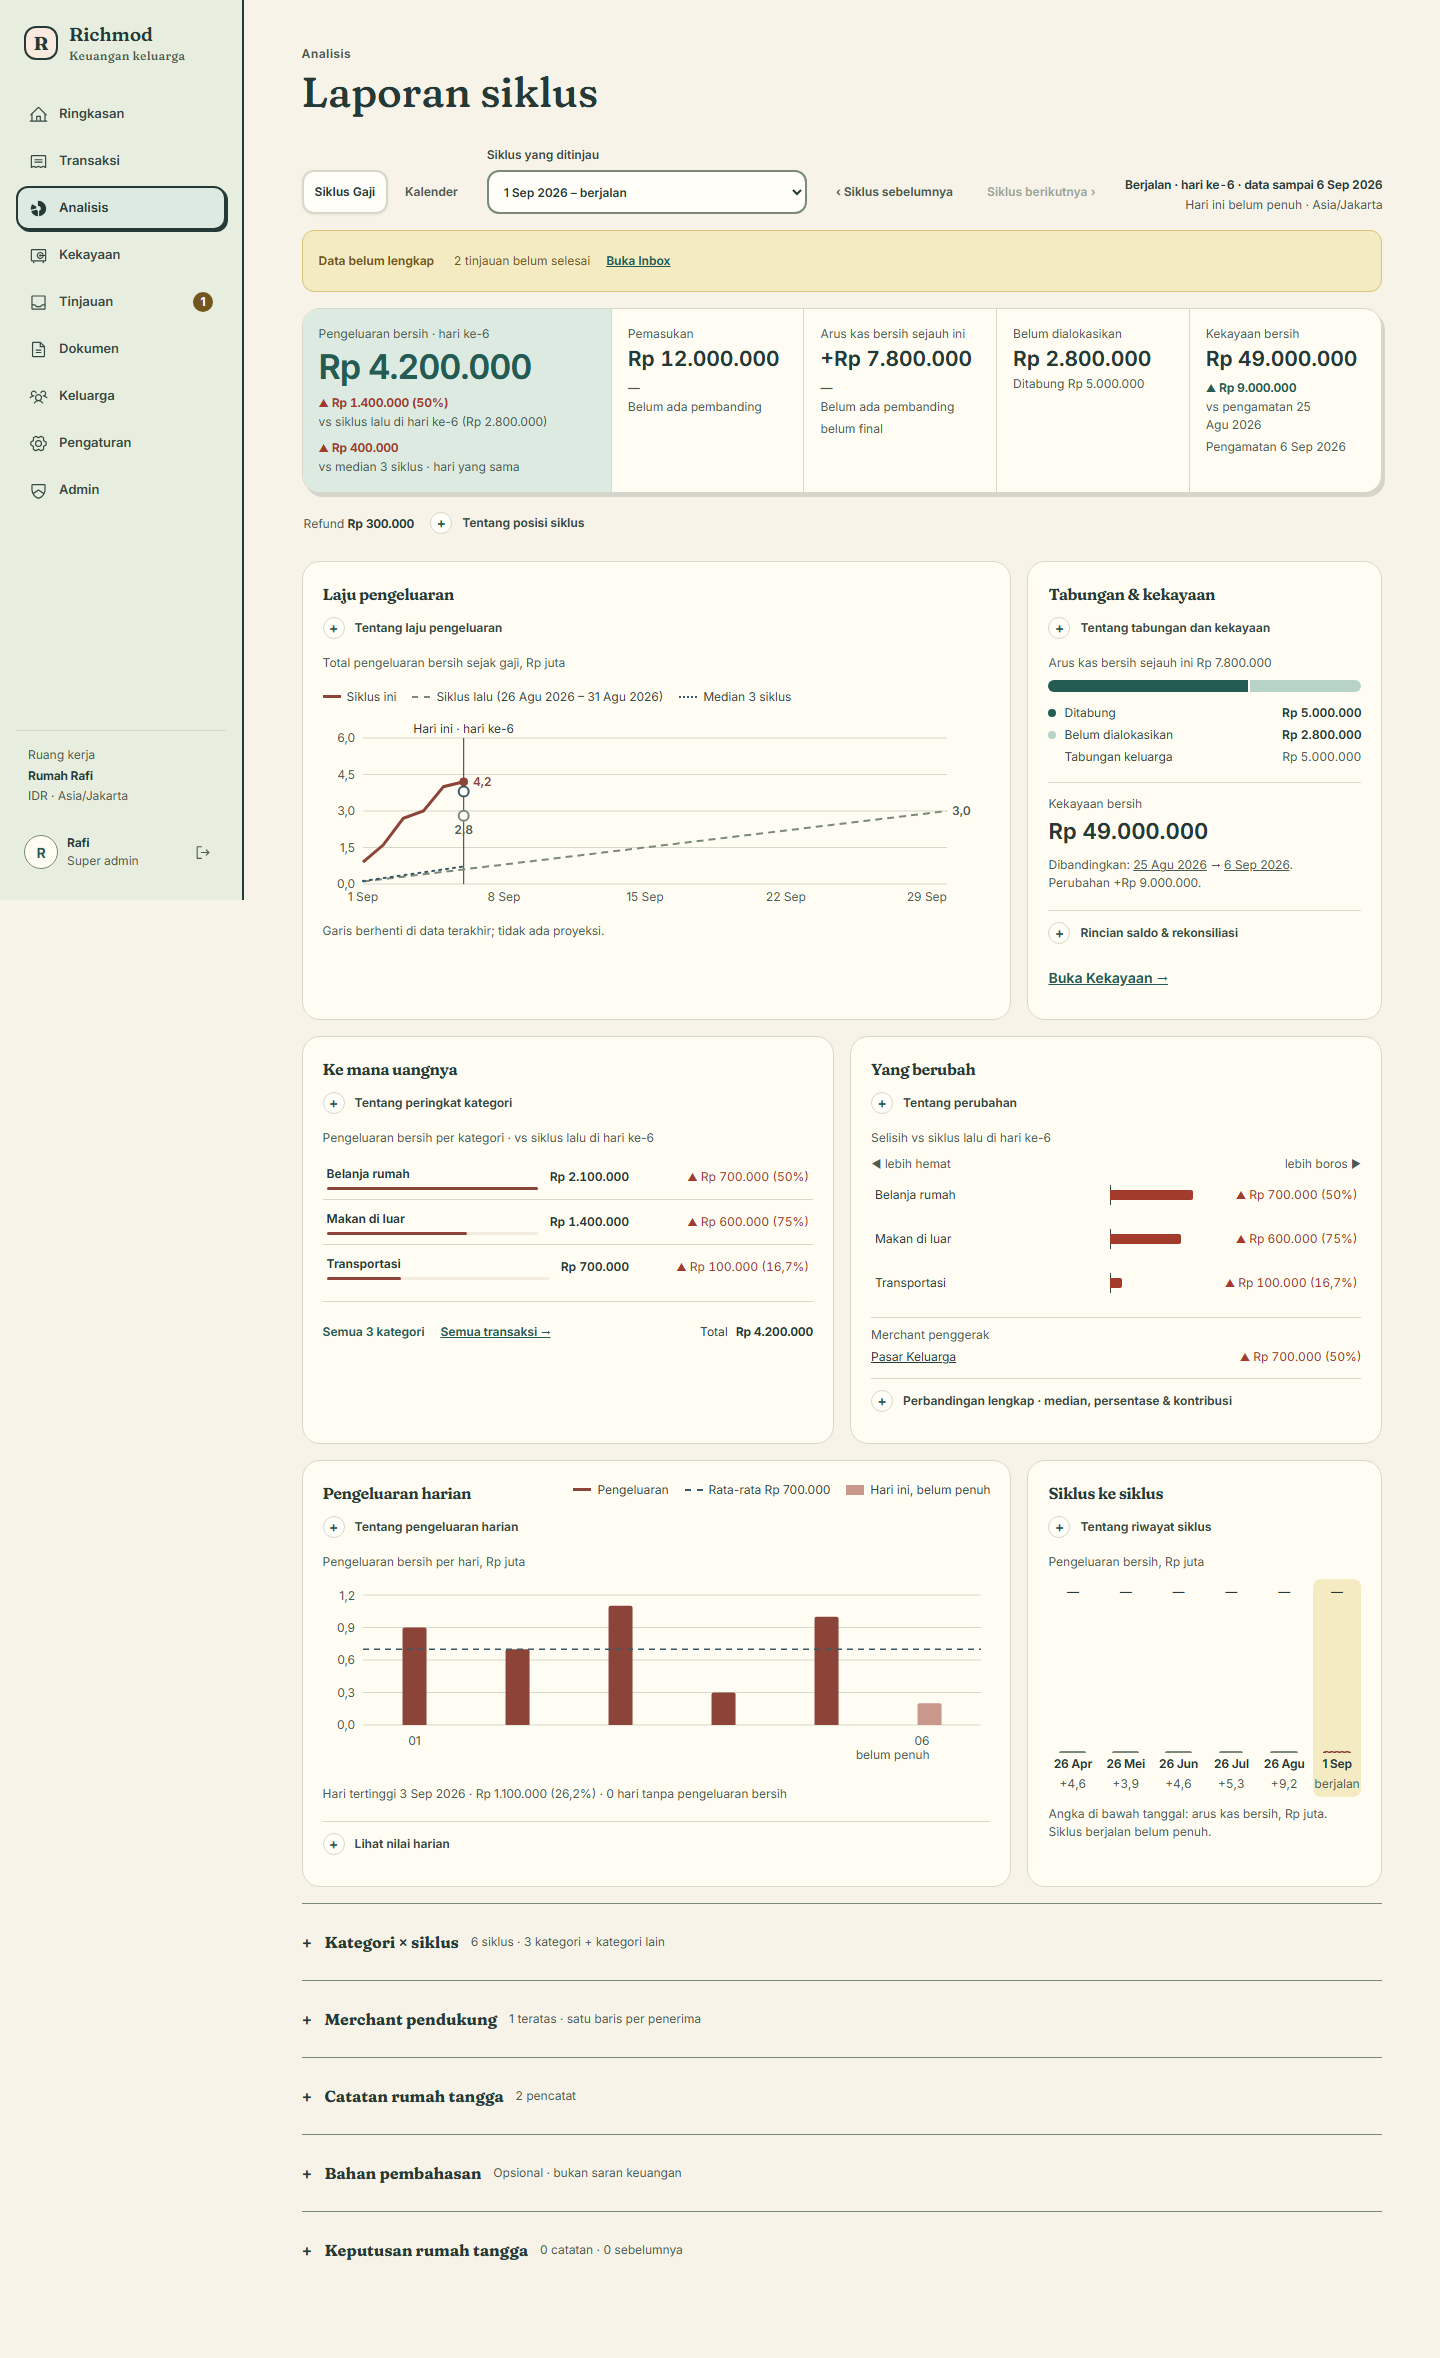 R
Richmod
Keuangan keluarga
Ringkasan
Transaksi
Analisis
Kekayaan
Tinjauan 1
Dokumen
Keluarga
Pengaturan
Admin
Ruang kerja
Rumah Rafi
IDR · Asia/Jakarta
R
Rafi
Super admin
Analisis
Laporan siklus
Siklus yang ditinjau
Siklus Gaji Kalender 1 Sep 2026 – berjalan ‹ Siklus sebelumnya Siklus berikutnya ›
Berjalan · hari ke-6 · data sampai 6 Sep 2026
Hari ini belum penuh · Asia/Jakarta
Data belum lengkap 2 tinjauan belum selesai Buka Inbox
Pengeluaran bersih · hari ke-6
Rp 4.200.000
▲ Rp 1.400.000 (50%)
vs siklus lalu di hari ke-6 (Rp 2.800.000)
▲ Rp 400.000
vs median 3 siklus · hari yang sama
Pemasukan
Rp 12.000.000
—
Belum ada pembanding
Arus kas bersih sejauh ini
+Rp 7.800.000
—
Belum ada pembanding
belum final
Belum dialokasikan
Rp 2.800.000
Ditabung Rp 5.000.000
Kekayaan bersih
Rp 49.000.000
▲ Rp 9.000.000
vs pengamatan 25
Agu 2026
Pengamatan 6 Sep 2026
Refund Rp 300.000 + Tentang posisi siklus
Laju pengeluaran
+ Tentang laju pengeluaran
Total pengeluaran bersih sejak gaji, Rp juta
Siklus ini Siklus lalu (26 Agu 2026 – 31 Agu 2026) Median 3 siklus
Hari ini · hari ke-6
6,0
4,5
3,0
1,5
0,0
4,2
2,8
3,0
1 Sep 8 Sep 15 Sep 22 Sep 29 Sep
Garis berhenti di data terakhir; tidak ada proyeksi.
Tabungan & kekayaan
+ Tentang tabungan dan kekayaan
Arus kas bersih sejauh ini Rp 7.800.000
Ditabung Rp 5.000.000
Belum dialokasikan Rp 2.800.000
Tabungan keluarga Rp 5.000.000
Kekayaan bersih
Rp 49.000.000
Dibandingkan: 25 Agu 2026 → 6 Sep 2026.
Perubahan +Rp 9.000.000.
+ Rincian saldo & rekonsiliasi
Buka Kekayaan →
Ke mana uangnya
+ Tentang peringkat kategori
Pengeluaran bersih per kategori · vs siklus lalu di hari ke-6
Belanja rumah Rp 2.100.000 ▲ Rp 700.000 (50%)
Makan di luar Rp 1.400.000 ▲ Rp 600.000 (75%)
Transportasi Rp 700.000 ▲ Rp 100.000 (16,7%)
Semua 3 kategori Semua transaksi → Total Rp 4.200.000
Yang berubah
+ Tentang perubahan
Selisih vs siklus lalu di hari ke-6
◀ lebih hemat lebih boros ▶
Belanja rumah ▲ Rp 700.000 (50%)
Makan di luar ▲ Rp 600.000 (75%)
Transportasi ▲ Rp 100.000 (16,7%)
Merchant penggerak
Pasar Keluarga ▲ Rp 700.000 (50%)
+ Perbandingan lengkap · median, persentase & kontribusi
Pengeluaran harian
Pengeluaran Rata-rata Rp 700.000 Hari ini, belum penuh
+ Tentang pengeluaran harian
Pengeluaran bersih per hari, Rp juta
1,2
0,9
0,6
0,3
0,0
01 06
belum penuh
Hari tertinggi 3 Sep 2026 · Rp 1.100.000 (26,2%) · 0 hari tanpa pengeluaran bersih
+ Lihat nilai harian
Siklus ke siklus
+ Tentang riwayat siklus
Pengeluaran bersih, Rp juta
— — — — — —
26 Apr 26 Mei 26 Jun 26 Jul 26 Agu 1 Sep
+4,6 +3,9 +4,6 +5,3 +9,2 berjalan
Angka di bawah tanggal: arus kas bersih, Rp juta.
Siklus berjalan belum penuh.
+ Kategori × siklus 6 siklus · 3 kategori + kategori lain
+ Merchant pendukung 1 teratas · satu baris per penerima
+ Catatan rumah tangga 2 pencatat
+ Bahan pembahasan Opsional · bukan saran keuangan
+ Keputusan rumah tangga 0 catatan · 0 sebelumnya